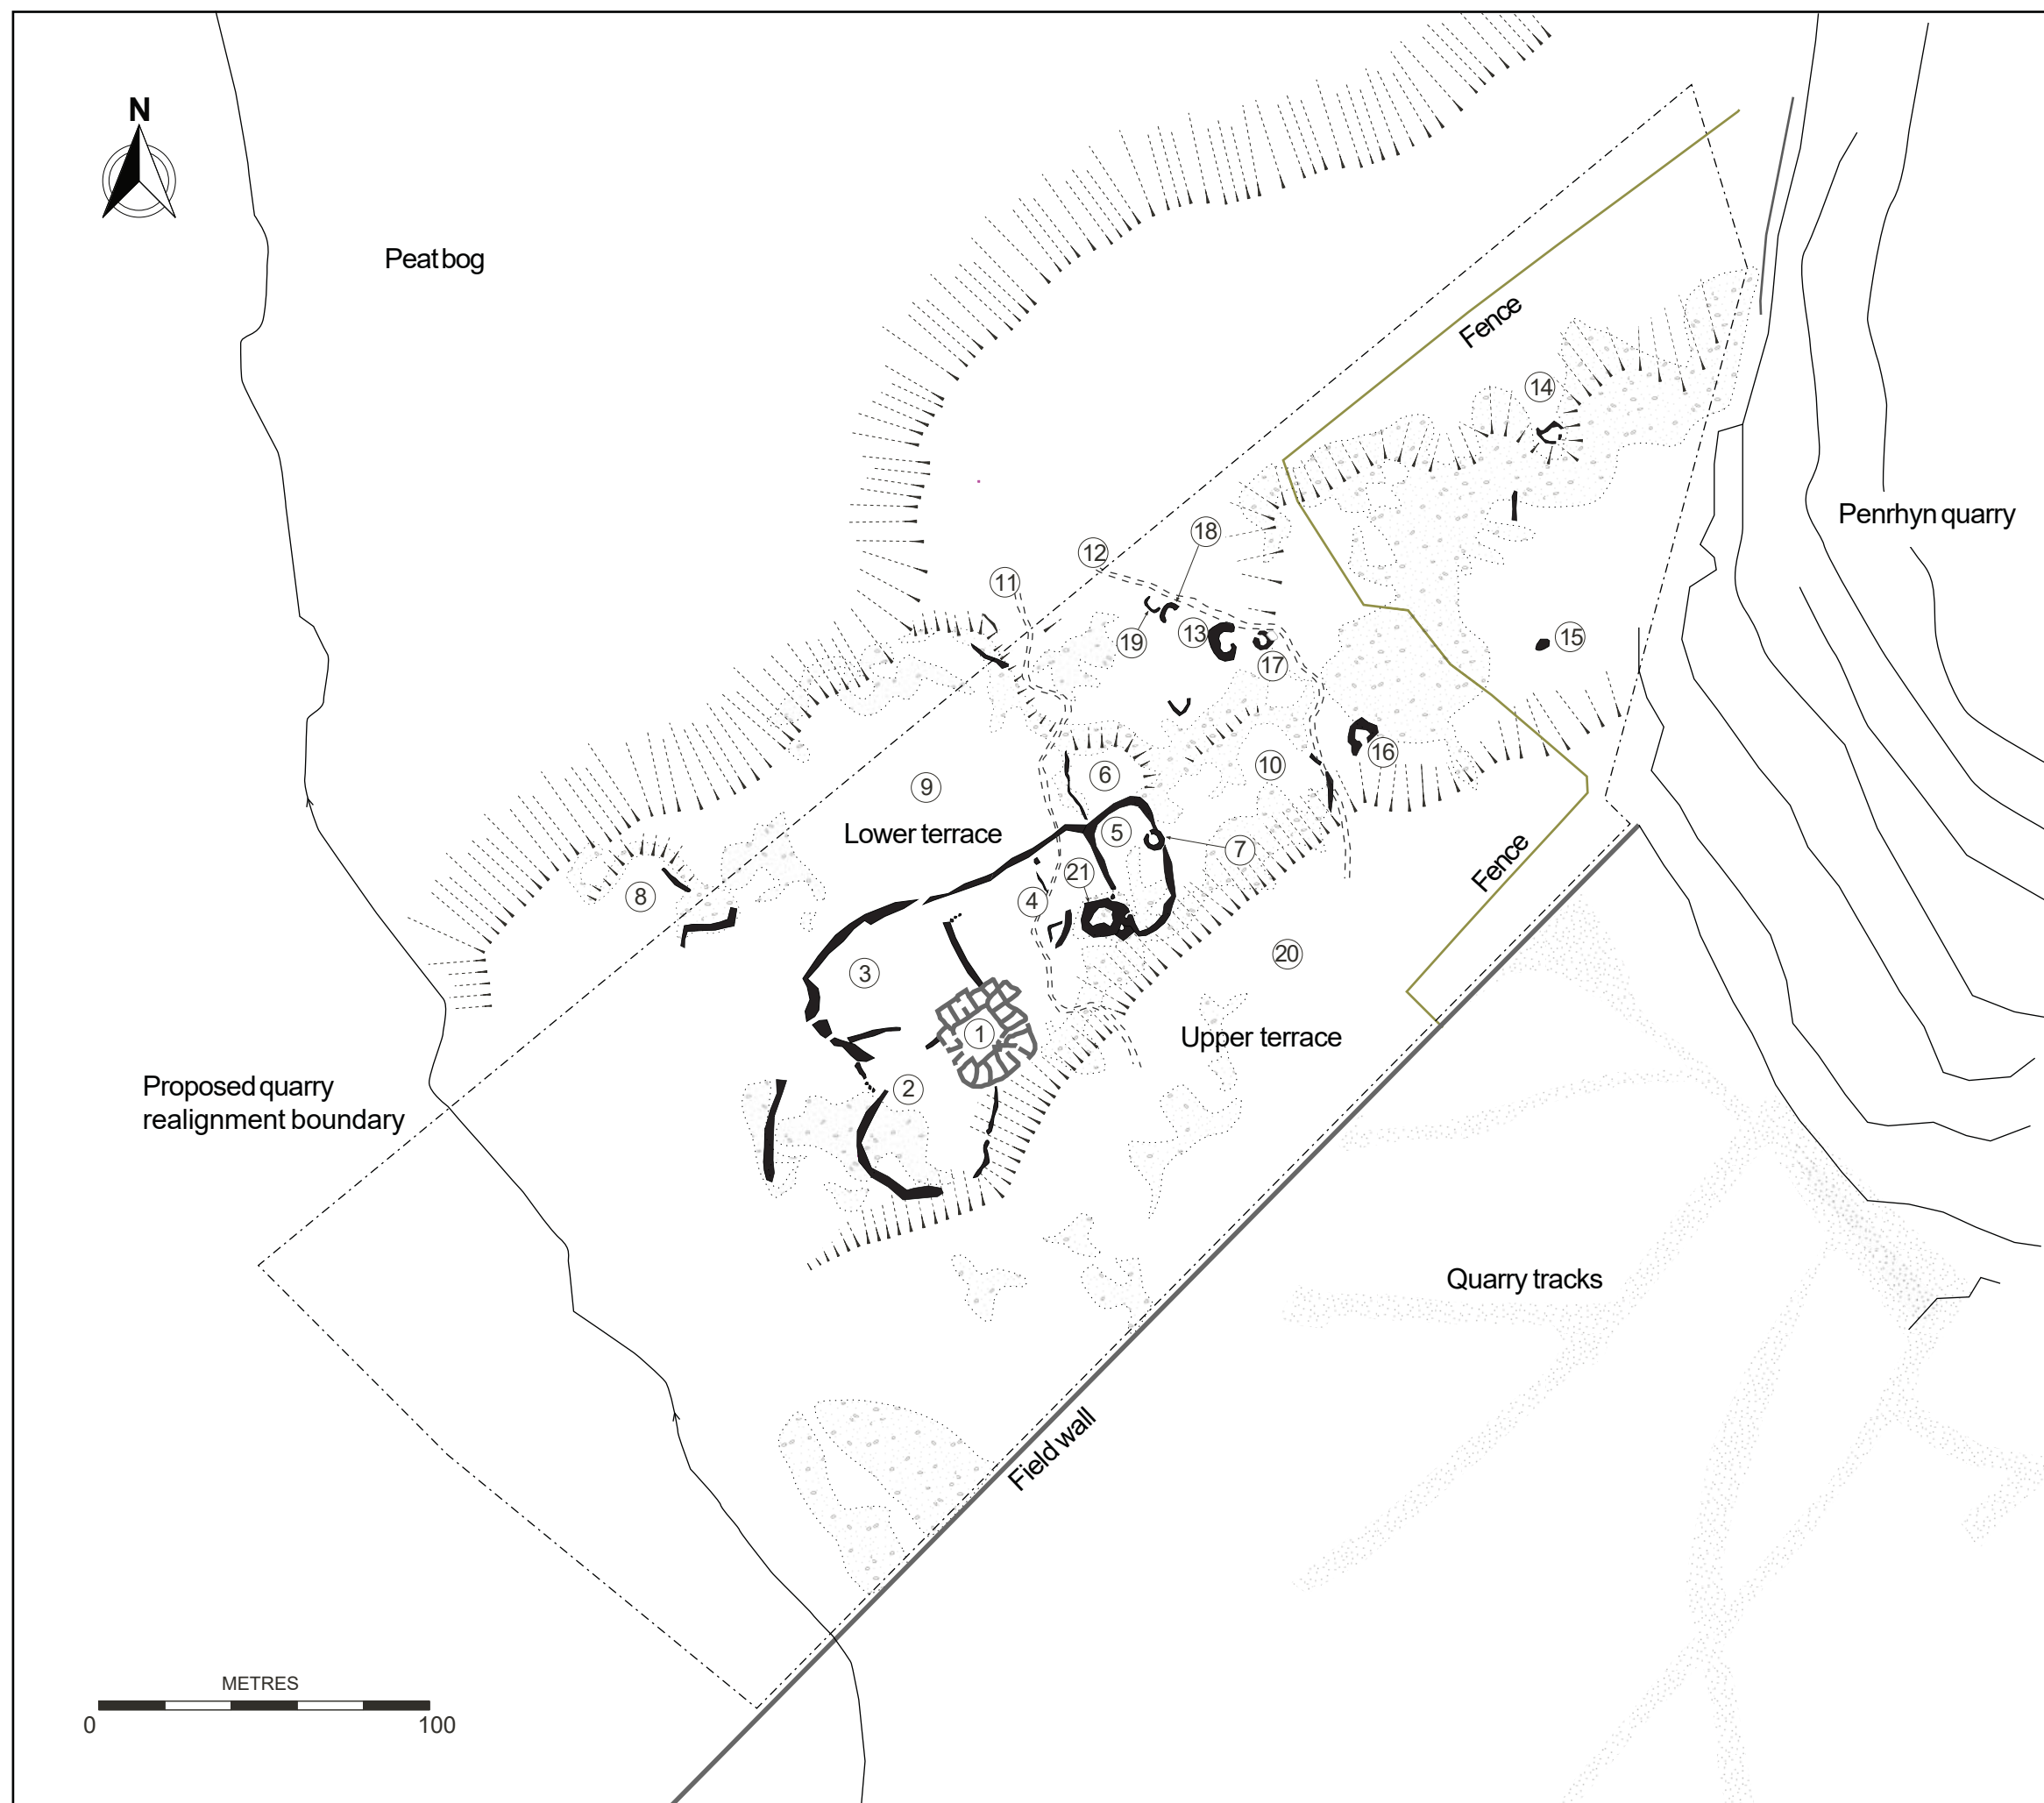 N
Peat bog
Fence
14
Penrhyn quarry
18
12
11
19
13
17
15
16
10
6
9
Lower terrace
5
7
Fence
21
8
4
20
3
1
Upper terrace
Proposed quarry
realignment boundary
2
Quarry tracks
Field wall
METRES
0
100